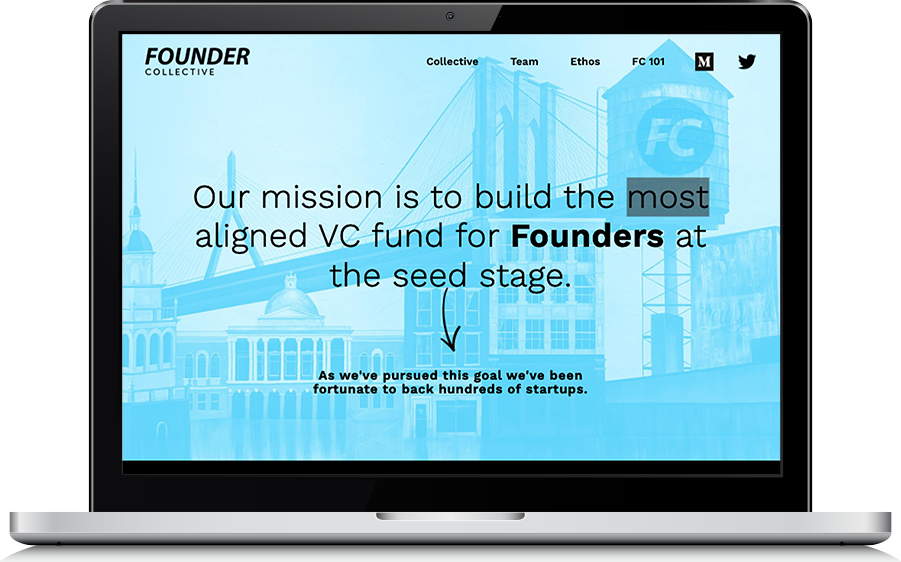 FOUNDER
COLLECTIVE
Collective Team Ethos FC 101 M
FC
Our mission is to build the most
aligned VC fund for Founders at
the seed stage.
As we've pursued this goal we've been
fortunate to back hundreds of startups.